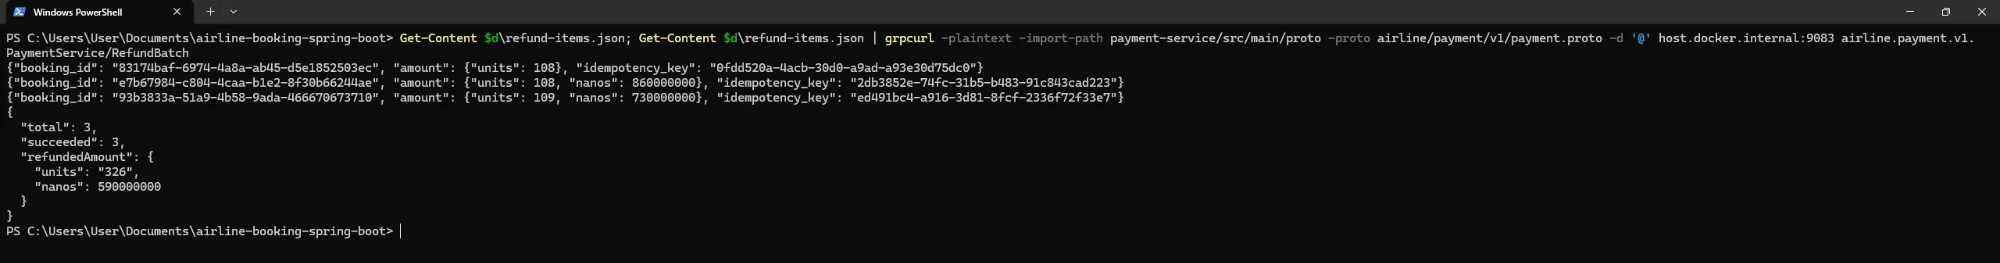 Windows PowerShell
PS C:\Users\User\Documents\airline-booking-spring-boot> Get-Content $d\refund-items.json; Get-Content $d\refund-items.json | grpcurl -plaintext -import-path payment-service/src/main/proto -proto airline/payment/v1/payment.proto -d '@' host.docker.internal:9083 airline.payment.v1.
PaymentService/RefundBatch
{"booking_id": "83174baf-6974-4a8a-ab45-d5e1852503ec", "amount": {"units": 108}, "idempotency_key": "0fdd520a-4acb-30d0-a9ad-a93e30d75dc0"}
{"booking_id": "e7b67984-c804-4caa-b1e2-8f30b66244ae", "amount": {"units": 108, "nanos": 860000000}, "idempotency_key": "2db3852e-74fc-31b5-b483-91c843cad223"}
{"booking_id": "93b3833a-51a9-4b58-9ada-466670673710", "amount": {"units": 109, "nanos": 730000000}, "idempotency_key": "ed491bc4-a916-3d81-8fcf-2336f72f33e7"}
{
  "total": 3,
  "succeeded": 3,
  "refundedAmount": {
    "units": "326",
    "nanos": 590000000
  }
}
PS C:\Users\User\Documents\airline-booking-spring-boot>